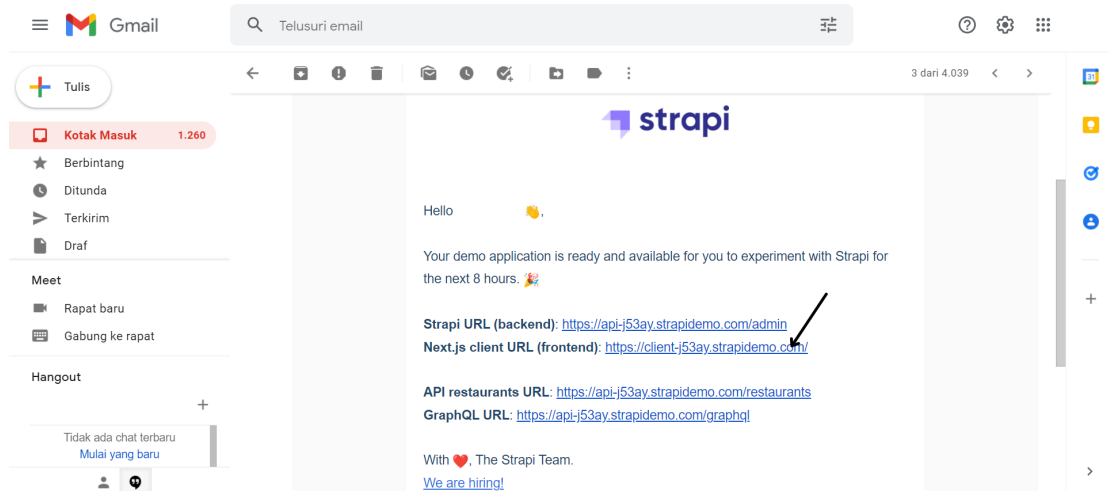 Gmail
Telusuri email
Tulis
3 dari 4.039
31
Kotak Masuk 1.260
Berbintang
Ditunda
Terkirim
Draf
Meet
Rapat baru
Gabung ke rapat
Hangout
Tidak ada chat terbaru
Mulai yang baru
strapi
Hello 👋,
Your demo application is ready and available for you to experiment with Strapi for
the next 8 hours. 🎉
Strapi URL (backend): https://api-j53ay.strapidemo.com/admin
Next.js client URL (frontend): https://client-j53ay.strapidemo.com/
API restaurants URL: https://api-j53ay.strapidemo.com/restaurants
GraphQL URL: https://api-j53ay.strapidemo.com/graphql
With ❤️, The Strapi Team.
We are hiring!